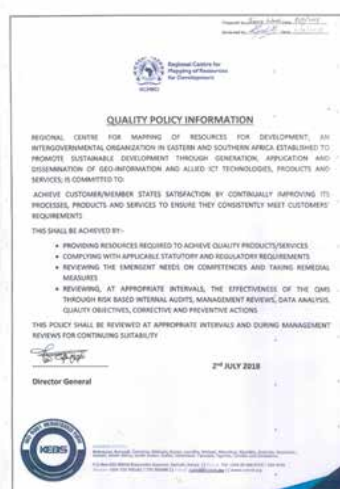 Regional Centre for
Mapping of Resources
for Development
RCMRD
QUALITY POLICY INFORMATION
REGIONAL CENTRE FOR MAPPING OF RESOURCES FOR DEVELOPMENT, AN
INTERGOVERNMENTAL ORGANIZATION IN EASTERN AND SOUTHERN AFRICA ESTABLISHED TO
PROMOTE SUSTAINABLE DEVELOPMENT THROUGH GENERATION, APPLICATION AND
DISSEMINATION OF GEO-INFORMATION AND ALLIED ICT TECHNOLOGIES, PRODUCTS AND
SERVICES, IS COMMITTED TO:
ACHIEVE CUSTOMER/MEMBER STATES SATISFACTION BY CONTINUALLY IMPROVING ITS
PROCESSES, PRODUCTS AND SERVICES TO ENSURE THEY CONSISTENTLY MEET CUSTOMERS'
REQUIREMENTS
THIS SHALL BE ACHIEVED BY:-
• PROVIDING RESOURCES REQUIRED TO ACHIEVE QUALITY PRODUCTS/SERVICES
• COMPLYING WITH APPLICABLE STATUTORY AND REGULATORY REQUIREMENTS
• REVIEWING THE EMERGENT NEEDS ON COMPETENCIES AND TAKING REMEDIAL
MEASURES
• REVIEWING, AT APPROPRIATE INTERVALS, THE EFFECTIVENESS OF THE QMS
THROUGH RISK BASED INTERNAL AUDITS, MANAGEMENT REVIEWS, DATA ANALYSIS,
QUALITY OBJECTIVES, CORRECTIVE AND PREVENTIVE ACTIONS
THIS POLICY SHALL BE REVIEWED AT APPROPRIATE INTERVALS AND DURING MANAGEMENT
REVIEWS FOR CONTINUING SUITABILITY
2nd JULY 2018
Director General
KEBS